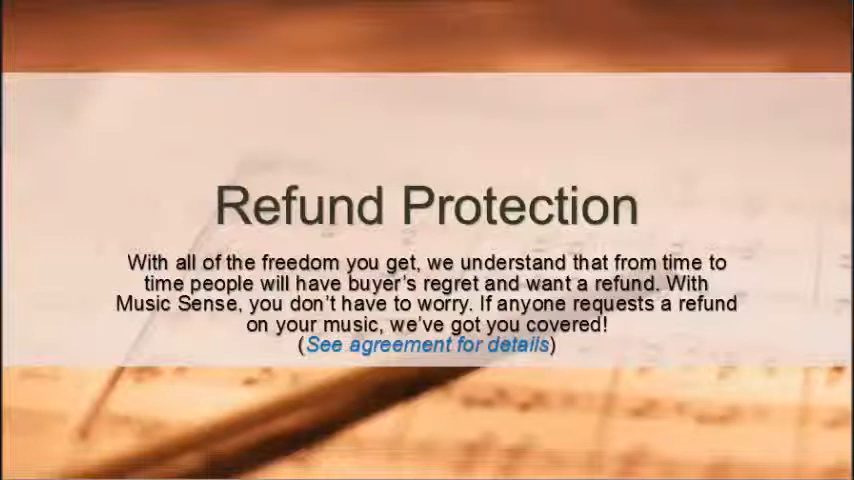 Refund Protection
With all of the freedom you get, we understand that from time to
time people will have buyer's regret and want a refund. With
Music Sense, you don't have to worry. If anyone requests a refund
on your music, we've got you covered!
(See agreement for details)